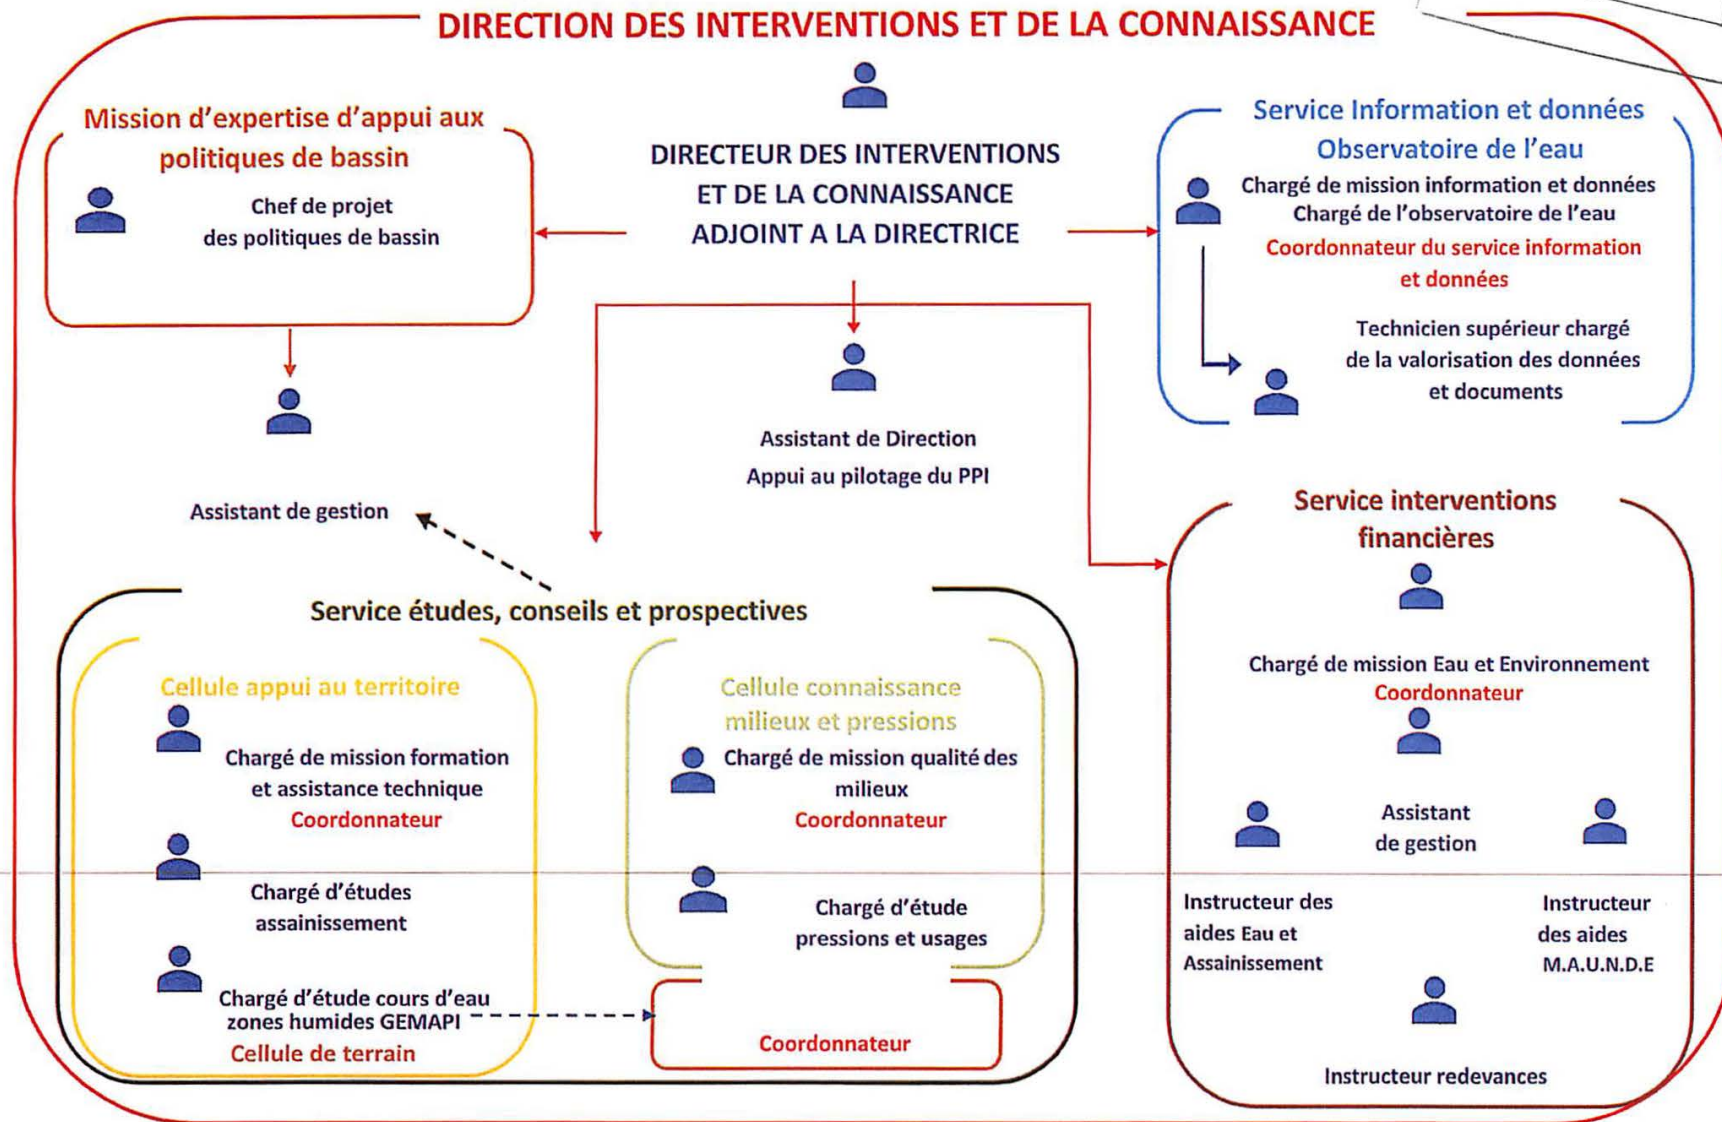 DIRECTION DES INTERVENTIONS ET DE LA CONNAISSANCE
Mission d'expertise d'appui aux
politiques de bassin
Chef de projet
des politiques de bassin
DIRECTEUR DES INTERVENTIONS
ET DE LA CONNAISSANCE
ADJOINT A LA DIRECTRICE
Service Information et données
Observatoire de l'eau
Chargé de mission information et données
Chargé de l'observatoire de l'eau
Coordonnateur du service information
et données
Technicien supérieur chargé
de la valorisation des données
et documents
Assistant de gestion
Assistant de Direction
Appui au pilotage du PPI
Service études, conseils et prospectives
Cellule appui au territoire
Chargé de mission formation
et assistance technique
Coordonnateur
Chargé d'études
assainissement
Chargé d'étude cours d'eau
zones humides GEMAPI
Cellule de terrain
Cellule connaissance
milieux et pressions
Chargé de mission qualité des
milieux
Coordonnateur
Chargé d'étude
pressions et usages
Coordonnateur
Service interventions
financières
Chargé de mission Eau et Environnement
Coordonnateur
Assistant
de gestion
Instructeur des
aides Eau et
Assainissement
Instructeur
des aides
M.A.U.N.D.E
Instructeur redevances